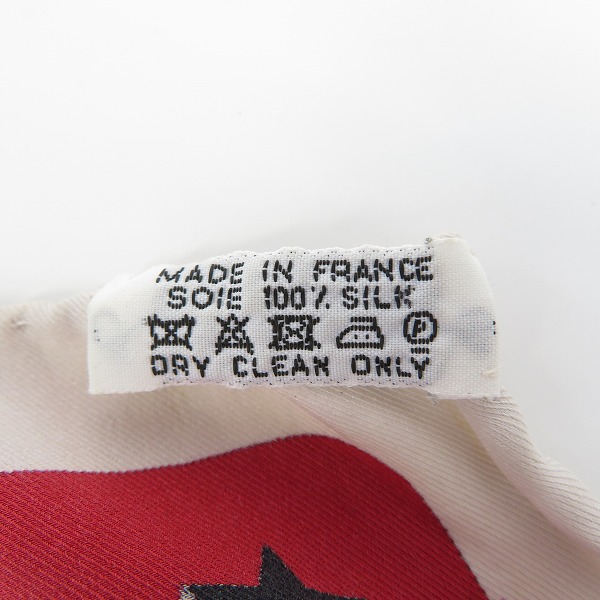 MADE IN FRANCE
SOIE 100% SILK
P
DRY CLEAN ONLY